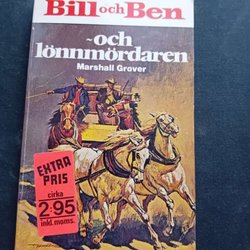 Bill och Ben
-och
lönnmördaren
Marshall Grover
EXTRA
PRIS
cirka
2·95
inkl.moms.